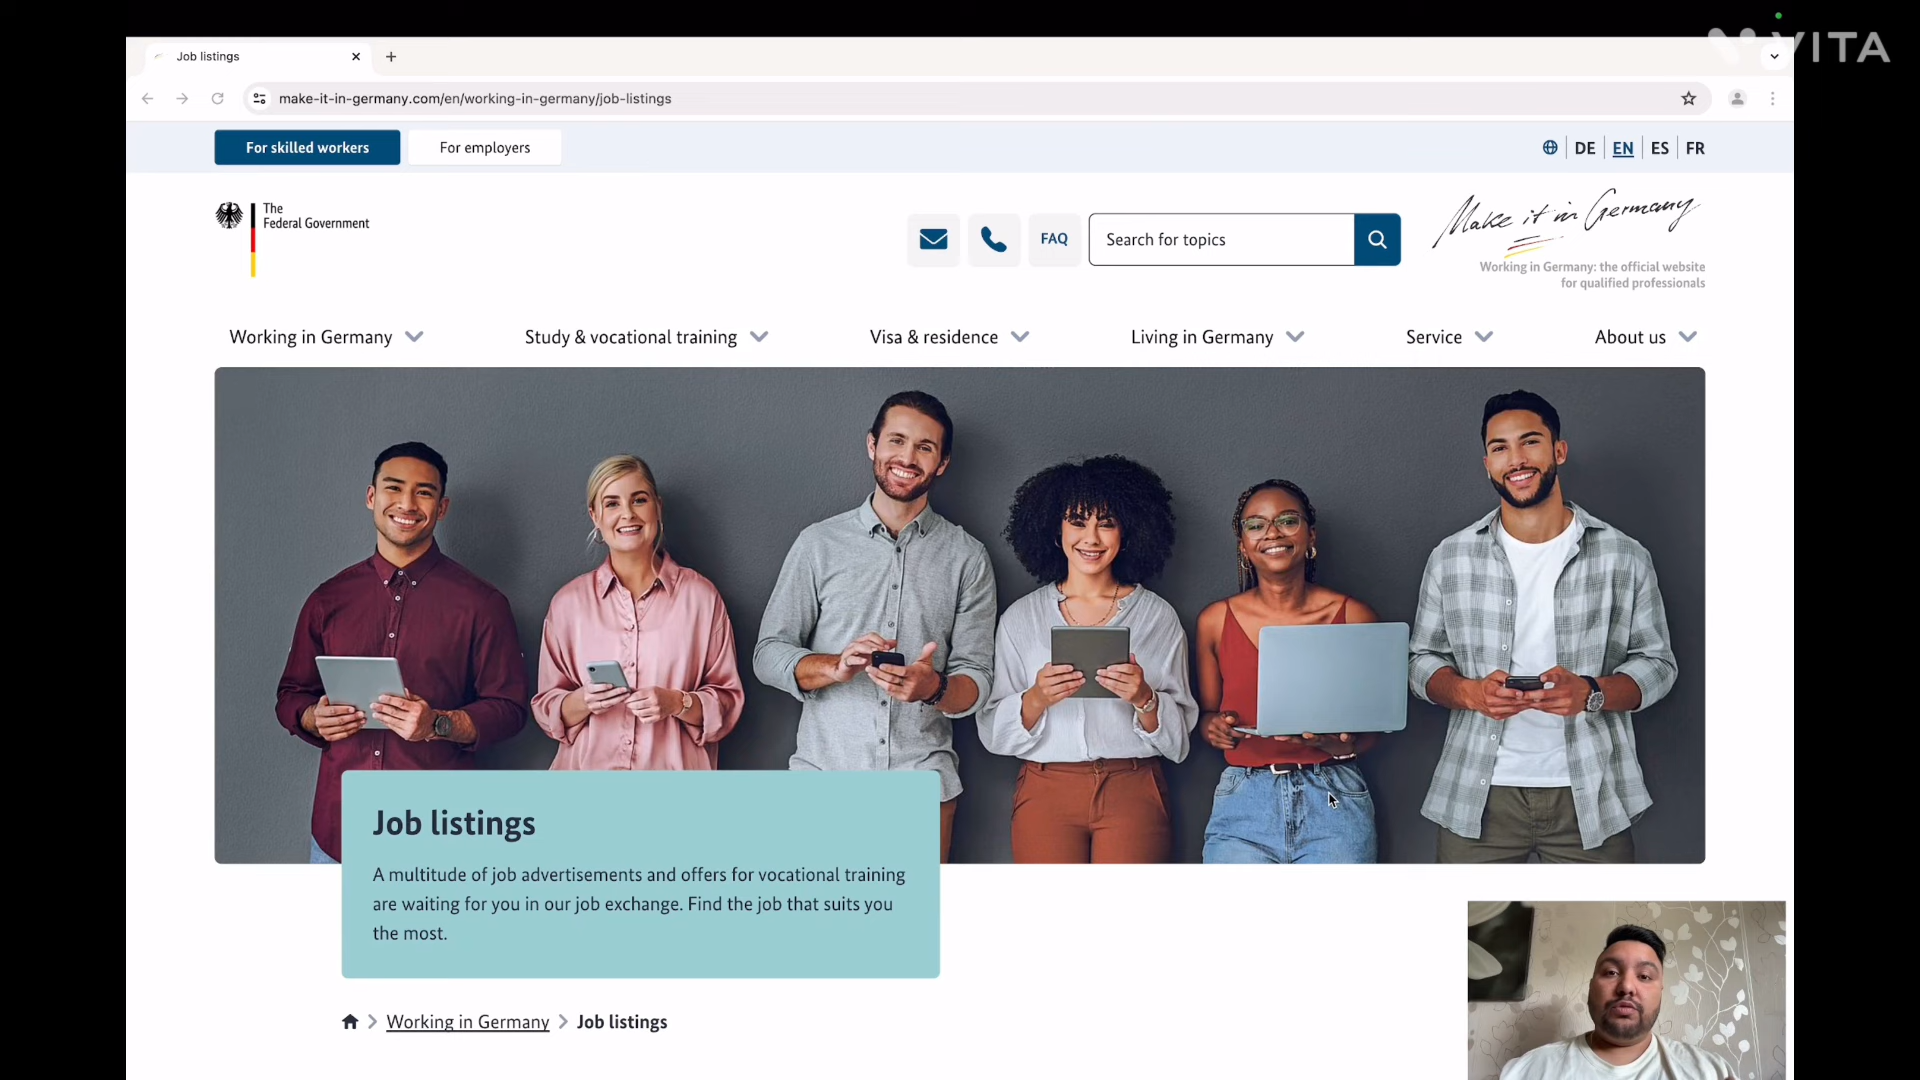 VITA
Job listings
make-it-in-germany.com/en/working-in-germany/job-listings
For skilled workers
For employers
DE
EN
ES
FR
The
Federal Government
FAQ
Search for topics
Make it in Germany
Working in Germany: the official website
for qualified professionals
Working in Germany
Study & vocational training
Visa & residence
Living in Germany
Service
About us
Job listings
A multitude of job advertisements and offers for vocational training
are waiting for you in our job exchange. Find the job that suits you
the most.
Working in Germany
Job listings